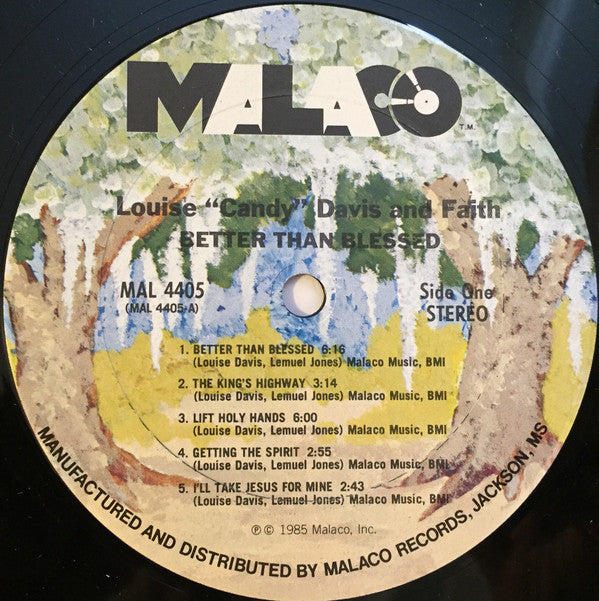 MALACO
T.M.
Louise "Candy" Davis and Faith
BETTER THAN BLESSED
MAL 4405
(MAL 4405-A)
Side One
STEREO
1. BETTER THAN BLESSED 6:16
(Louise Davis, Lemuel Jones) Malaco Music, BMI
2. THE KING'S HIGHWAY 3:14
(Louise Davis, Lemuel Jones) Malaco Music, BMI
3. LIFT HOLY HANDS 6:00
(Louise Davis, Lemuel Jones) Malaco Music, BMI
4. GETTING THE SPIRIT 2:55
(Louise Davis, Lemuel Jones) Malaco Music, BMI
5. I'LL TAKE JESUS FOR MINE 2:43
(Louise Davis, Lemuel Jones) Malaco Music, BMI
℗ © 1985 Malaco, Inc.
MANUFACTURED AND DISTRIBUTED BY MALACO RECORDS, JACKSON, MS